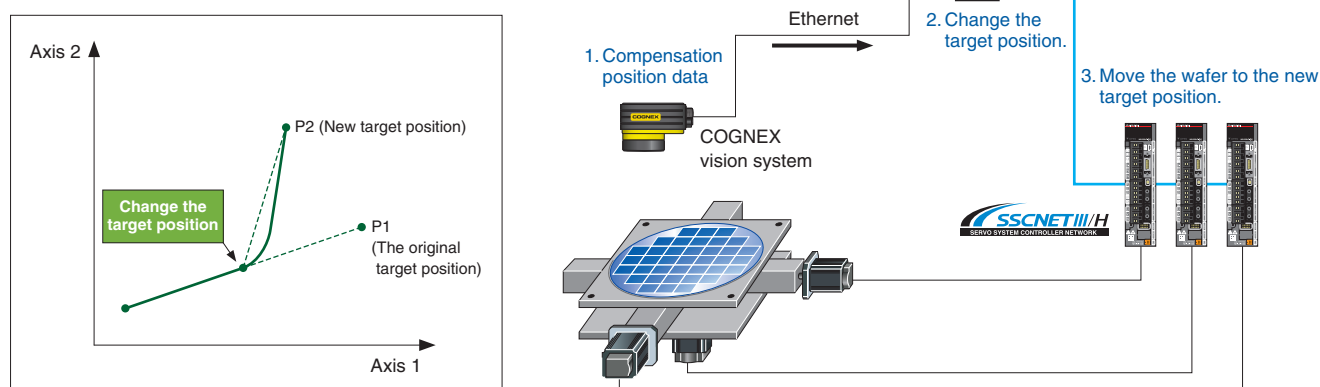 Axis 2
P2 (New target position)
Change the
target position
P1
(The original
target position)
Axis 1
Ethernet
1. Compensation
position data
2. Change the
target position.
3. Move the wafer to the new
target position.
COGNEX
COGNEX
vision system
SSCNETIII/H
SERVO SYSTEM CONTROLLER NETWORK